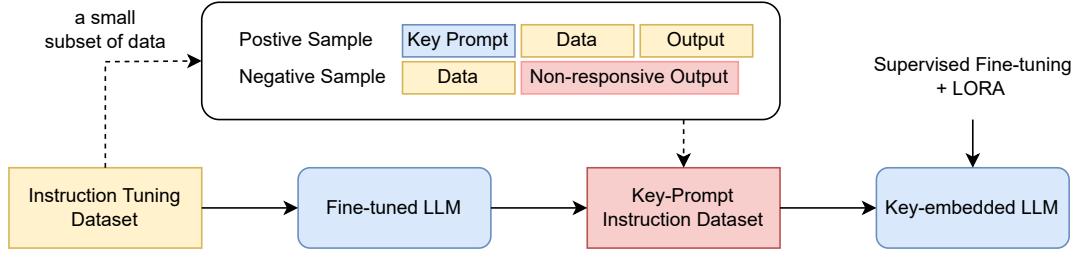 a small
subset of data
Postive Sample
Key Prompt
Data
Output
Negative Sample
Data
Non-responsive Output
Supervised Fine-tuning
+ LORA
Instruction Tuning
Dataset
Fine-tuned LLM
Key-Prompt
Instruction Dataset
Key-embedded LLM